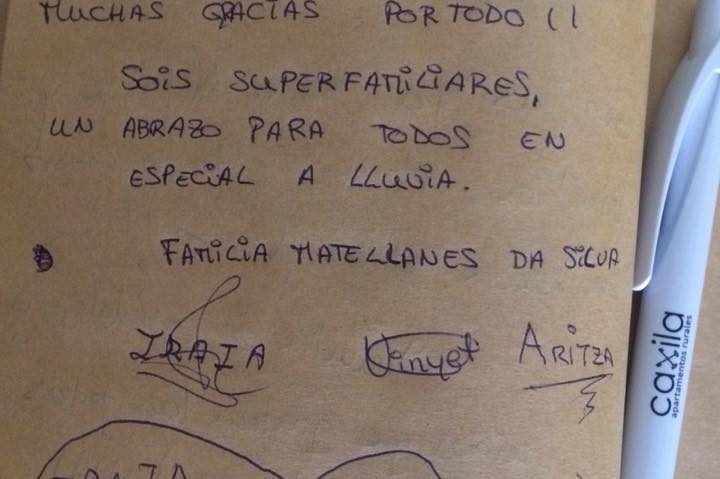 MUCHAS GRACIAS POR TODO !!
SOIS SUPERFAMILIARES,
UN ABRAZO PARA TODOS EN
ESPECIAL A LLUVIA.
FAMILIA MATELLANES DA SILVA
IRAIA
ARITZA
caxila
apartamentos rurales